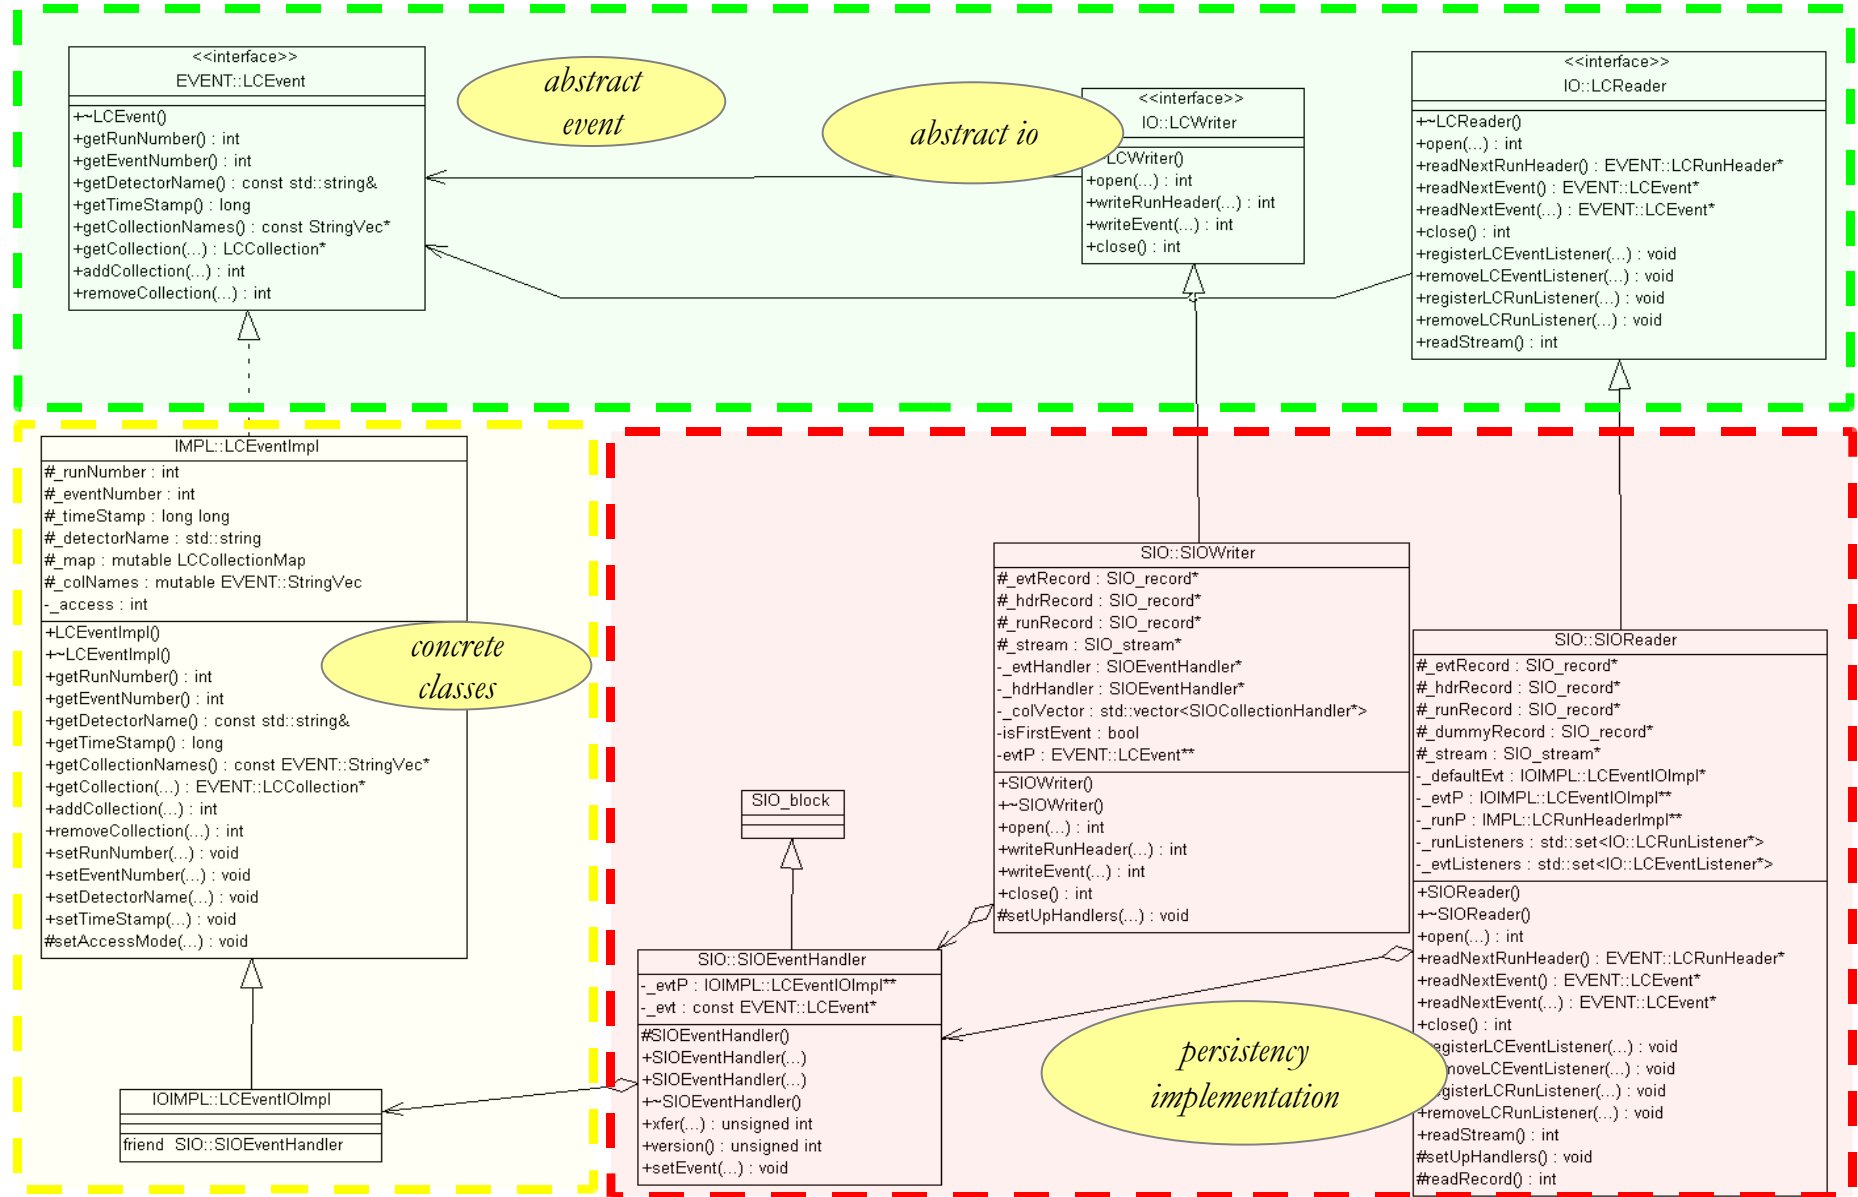 <<interface>>
EVENT::LCEvent
+~LCEvent()
+getRunNumber() : int
+getEventNumber() : int
+getDetectorName() : const std::string&
+getTimeStamp() : long
+getCollectionNames() : const StringVec*
+getCollection(...) : LCCollection*
+addCollection(...) : int
+removeCollection(...) : int
abstract
event
abstract io
<<interface>>
IO::LCWriter
~LCWriter()
+open(...) : int
+writeRunHeader(...) : int
+writeEvent(...) : int
+close() : int
<<interface>>
IO::LCReader
+~LCReader()
+open(...) : int
+readNextRunHeader() : EVENT::LCRunHeader*
+readNextEvent() : EVENT::LCEvent*
+readNextEvent(...) : EVENT::LCEvent*
+close() : int
+registerLCEventListener(...) : void
+removeLCEventListener(...) : void
+registerLCRunListener(...) : void
+removeLCRunListener(...) : void
+readStream() : int
IMPL::LCEventImpl
#_runNumber : int
#_eventNumber : int
#_timeStamp : long long
#_detectorName : std::string
#_map : mutable LCCollectionMap
#_colNames : mutable EVENT::StringVec
-_access : int
+LCEventImpl()
+~LCEventImpl()
+getRunNumber() : int
+getEventNumber() : int
+getDetectorName() : const std::string&
+getTimeStamp() : long
+getCollectionNames() : const EVENT::StringVec*
+getCollection(...) : EVENT::LCCollection*
+addCollection(...) : int
+removeCollection(...) : int
+setRunNumber(...) : void
+setEventNumber(...) : void
+setDetectorName(...) : void
+setTimeStamp(...) : void
#setAccessMode(...) : void
concrete
classes
IOIMPL::LCEventIOImpl
friend SIO::SIOEventHandler
SIO_block
SIO::SIOEventHandler
-_evtP : IOIMPL::LCEventIOImpl**
-_evt : const EVENT::LCEvent*
#SIOEventHandler()
+SIOEventHandler(...)
+SIOEventHandler(...)
+~SIOEventHandler()
+xfer(...) : unsigned int
+version() : unsigned int
+setEvent(...) : void
SIO::SIOWriter
#_evtRecord : SIO_record*
#_hdrRecord : SIO_record*
#_runRecord : SIO_record*
#_stream : SIO_stream*
-_evtHandler : SIOEventHandler*
-_hdrHandler : SIOEventHandler*
-_colVector : std::vector<SIOCollectionHandler*>
-isFirstEvent : bool
-evtP : EVENT::LCEvent**
+SIOWriter()
+~SIOWriter()
+open(...) : int
+writeRunHeader(...) : int
+writeEvent(...) : int
+close() : int
#setUpHandlers(...) : void
persistency
implementation
SIO::SIOReader
#_evtRecord : SIO_record*
#_hdrRecord : SIO_record*
#_runRecord : SIO_record*
#_dummyRecord : SIO_record*
#_stream : SIO_stream*
-_defaultEvt : IOIMPL::LCEventIOImpl*
-_evtP : IOIMPL::LCEventIOImpl**
-_runP : IMPL::LCRunHeaderImpl**
-_runListeners : std::set<IO::LCRunListener*>
-_evtListeners : std::set<IO::LCEventListener*>
+SIOReader()
+~SIOReader()
+open(...) : int
+readNextRunHeader() : EVENT::LCRunHeader*
+readNextEvent() : EVENT::LCEvent*
+readNextEvent(...) : EVENT::LCEvent*
+close() : int
egisterLCEventListener(...) : void
moveLCEventListener(...) : void
egisterLCRunListener(...) : void
+removeLCRunListener(...) : void
+readStream() : int
#setUpHandlers() : void
#readRecord() : int